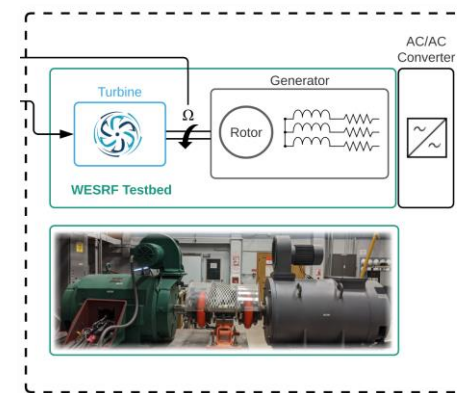 AC/AC
Converter
Generator
Turbine
Ω
Rotor
WESRF Testbed